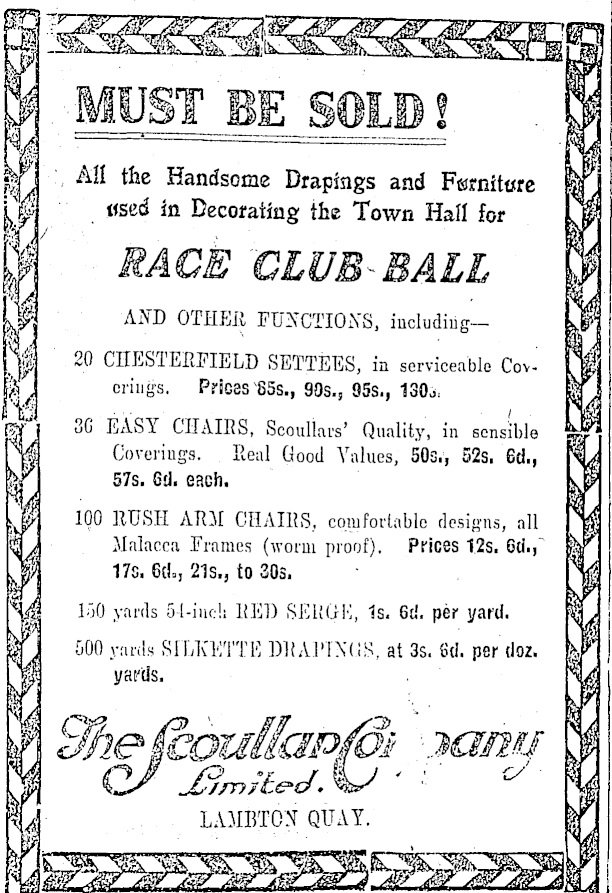 MUST BE SOLD!
All the Handsome Drapings and Furniture
used in Decorating the Town Hall for
RACE CLUB BALL
AND OTHER FUNCTIONS, including—
20 CHESTERFIELD SETTEES, in serviceable Cov-
erings. Prices 85s., 90s., 95s., 130s.
36 EASY CHAIRS, Scoullars' Quality, in sensible
Coverings. Real Good Values, 50s., 52s. 6d.,
57s. 6d. each.
100 RUSH ARM CHAIRS, comfortable designs, all
Malacca Frames (worm proof). Prices 12s. 6d.,
17s. 6d., 21s., to 30s.
150 yards 54-inch RED SERGE, 1s. 6d. per yard.
500 yards SILKETTE DRAPINGS, at 3s. 6d. per doz.
yards.
The Scoullar Company
Limited.
LAMBTON QUAY.